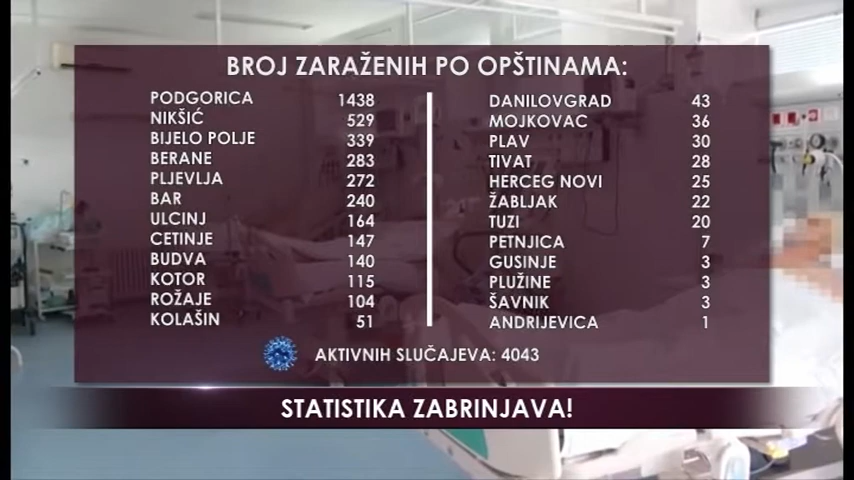 BROJ ZARAŽENIH PO OPŠTINAMA:
PODGORICA 1438
NIKŠIĆ 529
BIJELO POLJE 339
BERANE 283
PLJEVLJA 272
BAR 240
ULCINJ 164
CETINJE 147
BUDVA 140
KOTOR 115
ROŽAJE 104
KOLAŠIN 51
DANILOVGRAD 43
MOJKOVAC 36
PLAV 30
TIVAT 28
HERCEG NOVI 25
ŽABLJAK 22
TUZI 20
PETNJICA 7
GUSINJE 3
PLUŽINE 3
ŠAVNIK 3
ANDRIJEVICA 1
AKTIVNIH SLUČAJEVA: 4043
STATISTIKA ZABRINJAVA!